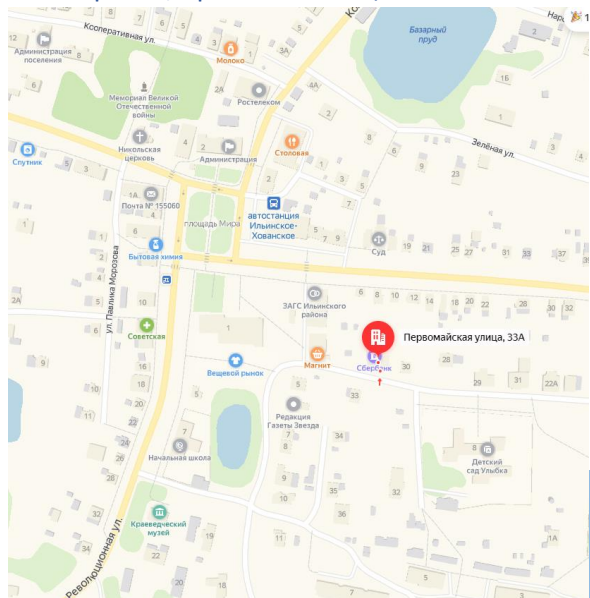 Кооперативная ул.
Администрация
поселения
Молоко
Базарный
пруд
Мемориал Великой
Отечественной
войны
Ростелеком
Никольская
церковь
Администрация
Столовая
Зелёная ул.
Спутник
Почта № 155060
площадь Мира
автостанция
Ильинское-
Хованское
Суд
Бытовая химия
ул. Павлика Морозова
ЗАГС Ильинского
района
Советская
Первомайская улица, 33А
Вещевой рынок
Магнит
Сбербанк
Редакция
Газеты Звезда
Начальная школа
Детский
сад Улыбка
Краеведческий
музей
Революционная ул.